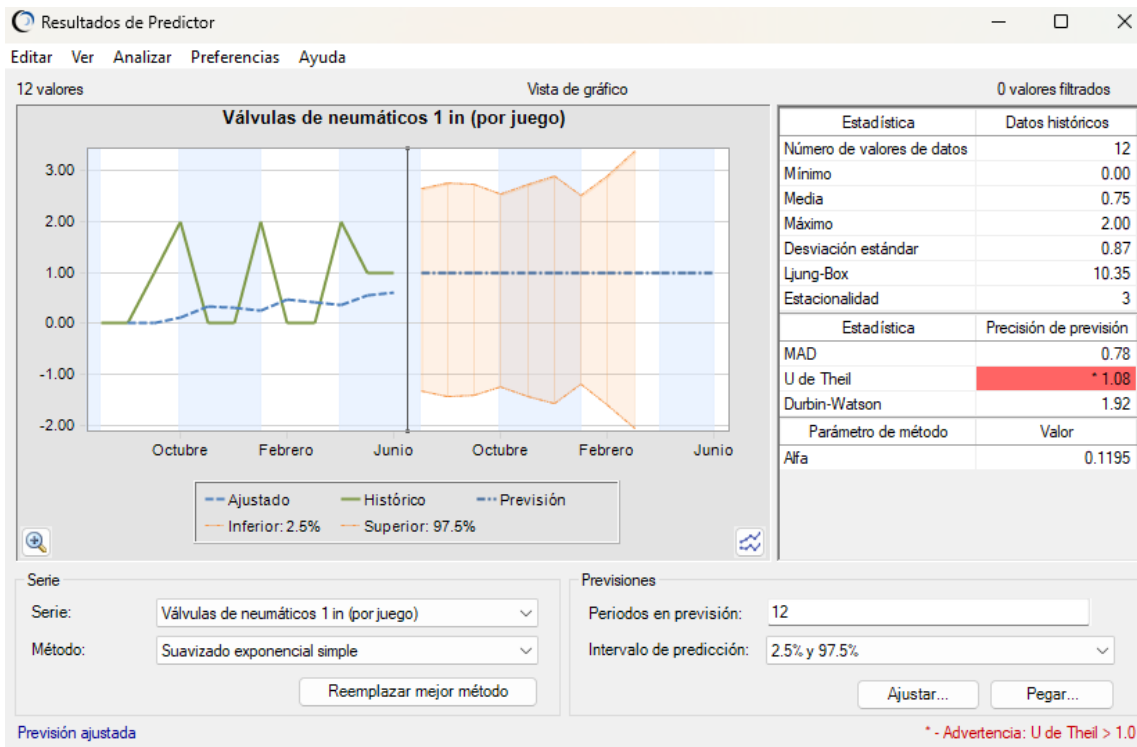 Resultados de Predictor
Editar Ver Analizar Preferencias Ayuda
12 valores Vista de gráfico 0 valores filtrados
Válvulas de neumáticos 1 in (por juego)
3.00
2.00
1.00
0.00
-1.00
-2.00
Octubre Febrero Junio Octubre Febrero Junio
Ajustado Histórico Previsión
Inferior: 2.5% Superior: 97.5%
Estadística Datos históricos
Número de valores de datos 12
Mínimo 0.00
Media 0.75
Máximo 2.00
Desviación estándar 0.87
Ljung-Box 10.35
Estacionalidad 3
Estadística Precisión de previsión
MAD 0.78
U de Theil * 1.08
Durbin-Watson 1.92
Parámetro de método Valor
Alfa 0.1195
Serie
Serie: Válvulas de neumáticos 1 in (por juego)
Método: Suavizado exponencial simple
Reemplazar mejor método
Previsiones
Periodos en previsión: 12
Intervalo de predicción: 2.5% y 97.5%
Ajustar... Pegar...
Previsión ajustada * - Advertencia: U de Theil > 1.0